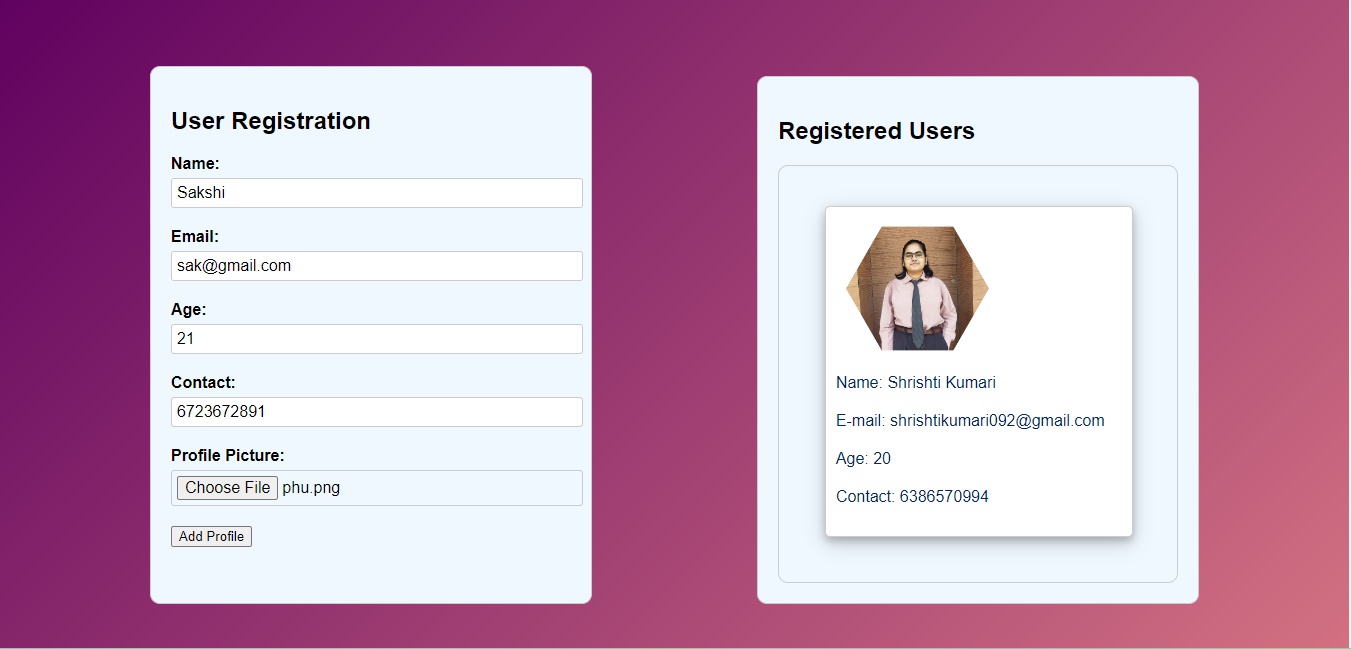 User Registration
Name:
Sakshi
Email:
sak@gmail.com
Age:
21
Contact:
6723672891
Profile Picture:
Choose File phu.png
Add Profile
Registered Users
Name: Shrishti Kumari
E-mail: shrishtikumari092@gmail.com
Age: 20
Contact: 6386570994